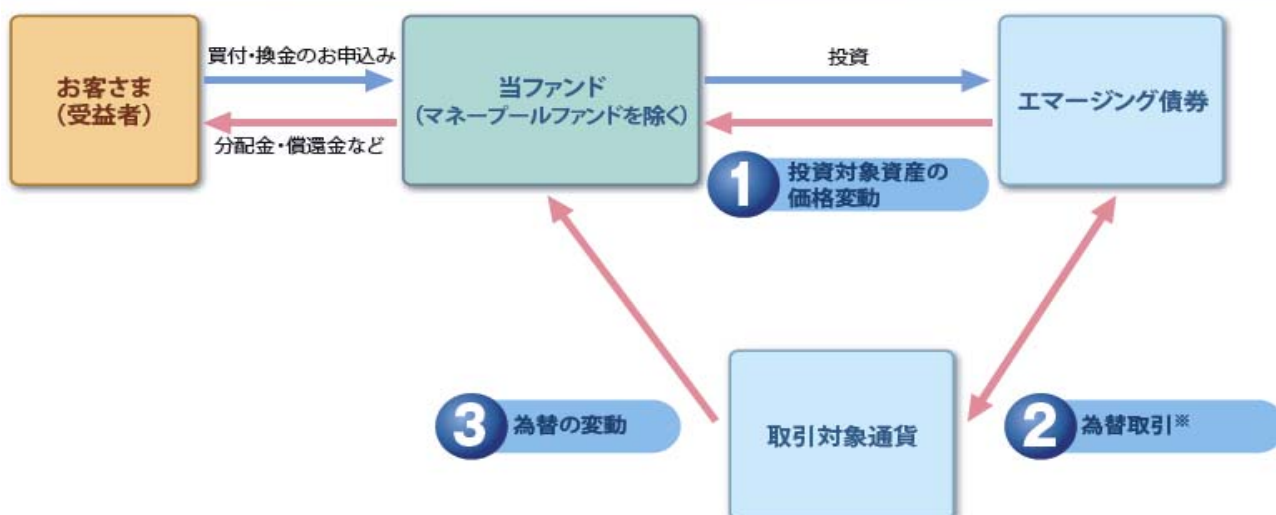 買付・換金のお申込み
お客さま
(受益者)
分配金・償還金など
当ファンド
(マネープールファンドを除く)
投資
エマージング債券
1 投資対象資産の
価格変動
3 為替の変動
取引対象通貨
2 為替取引※